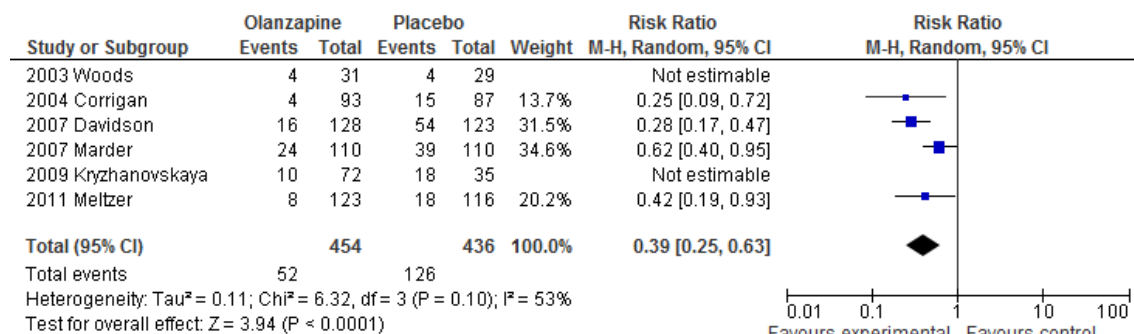 Olanzapine Placebo Risk Ratio Risk Ratio
Study or Subgroup Events Total Events Total Weight M-H, Random, 95% CI M-H, Random, 95% CI
2003 Woods 4 31 4 29 Not estimable
2004 Corrigan 4 93 15 87 13.7% 0.25 [0.09, 0.72]
2007 Davidson 16 128 54 123 31.5% 0.28 [0.17, 0.47]
2007 Marder 24 110 39 110 34.6% 0.62 [0.40, 0.95]
2009 Kryzhanovskaya 10 72 18 35 Not estimable
2011 Meltzer 8 123 18 116 20.2% 0.42 [0.19, 0.93]
Total (95% CI) 454 436 100.0% 0.39 [0.25, 0.63]
Total events 52 126
Heterogeneity: Tau² = 0.11; Chi² = 6.32, df = 3 (P = 0.10); I² = 53%
Test for overall effect: Z = 3.94 (P < 0.0001)
0.01 0.1 1 10 100
Favours experimental Favours control